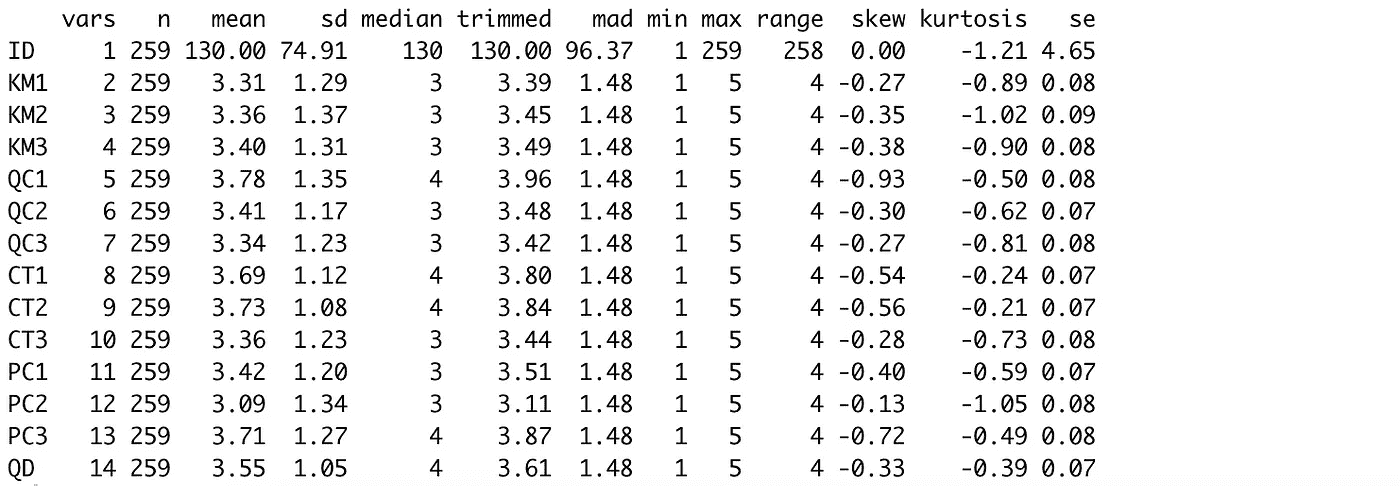 vars n mean sd median trimmed mad min max range skew kurtosis se
ID 1 259 130.00 74.91 130 130.00 96.37 1 259 258 0.00 -1.21 4.65
KM1 2 259 3.31 1.29 3 3.39 1.48 1 5 4 -0.27 -0.89 0.08
KM2 3 259 3.36 1.37 3 3.45 1.48 1 5 4 -0.35 -1.02 0.09
KM3 4 259 3.40 1.31 3 3.49 1.48 1 5 4 -0.38 -0.90 0.08
QC1 5 259 3.78 1.35 4 3.96 1.48 1 5 4 -0.93 -0.50 0.08
QC2 6 259 3.41 1.17 3 3.48 1.48 1 5 4 -0.30 -0.62 0.07
QC3 7 259 3.34 1.23 3 3.42 1.48 1 5 4 -0.27 -0.81 0.08
CT1 8 259 3.69 1.12 4 3.80 1.48 1 5 4 -0.54 -0.24 0.07
CT2 9 259 3.73 1.08 4 3.84 1.48 1 5 4 -0.56 -0.21 0.07
CT3 10 259 3.36 1.23 3 3.44 1.48 1 5 4 -0.28 -0.73 0.08
PC1 11 259 3.42 1.20 3 3.51 1.48 1 5 4 -0.40 -0.59 0.07
PC2 12 259 3.09 1.34 3 3.11 1.48 1 5 4 -0.13 -1.05 0.08
PC3 13 259 3.71 1.27 4 3.87 1.48 1 5 4 -0.72 -0.49 0.08
QD 14 259 3.55 1.05 4 3.61 1.48 1 5 4 -0.33 -0.39 0.07